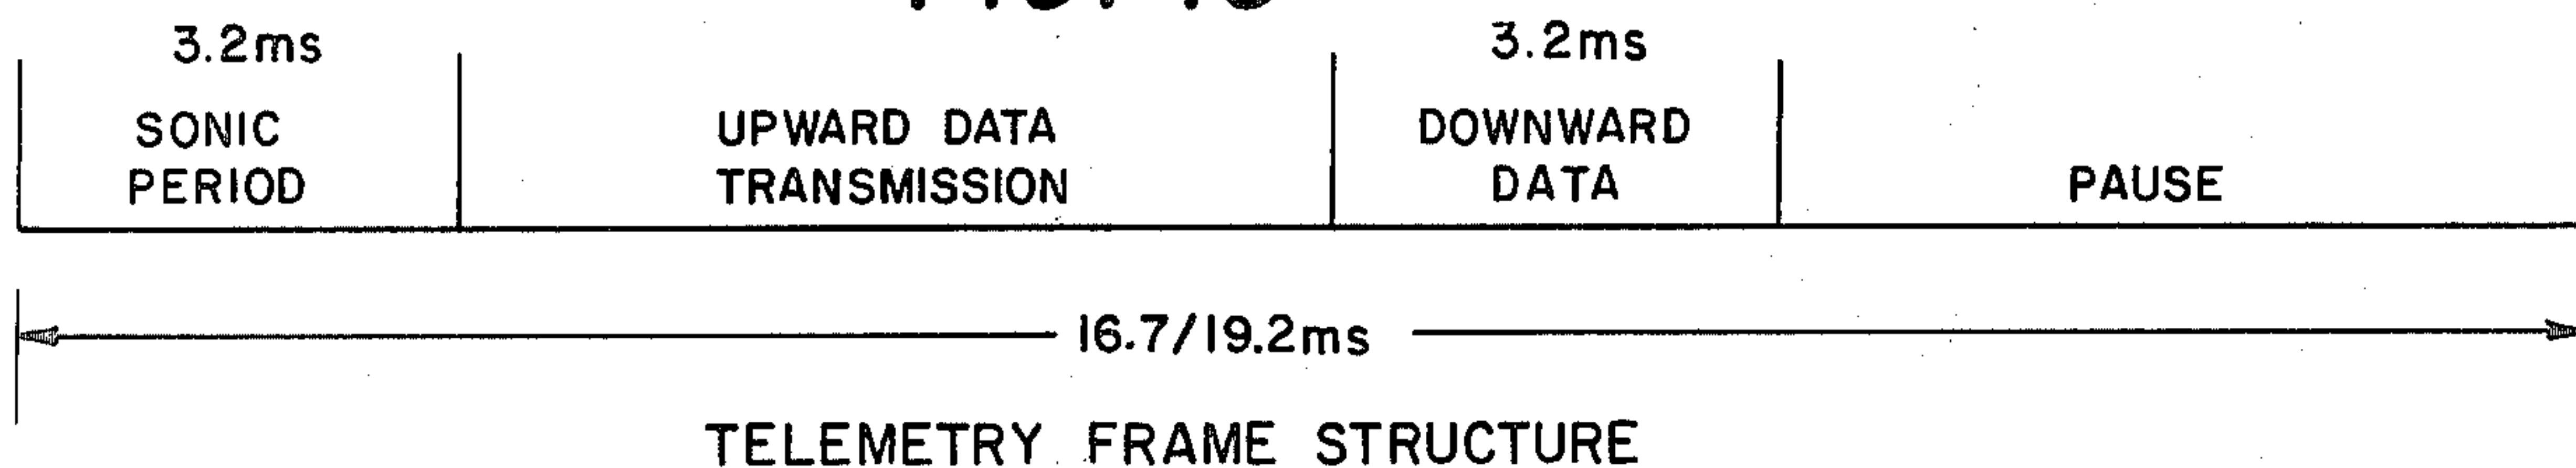 3.2ms
3.2ms
SONIC
PERIOD
UPWARD DATA
TRANSMISSION
DOWNWARD
DATA
PAUSE
16.7/19.2ms
TELEMETRY FRAME STRUCTURE